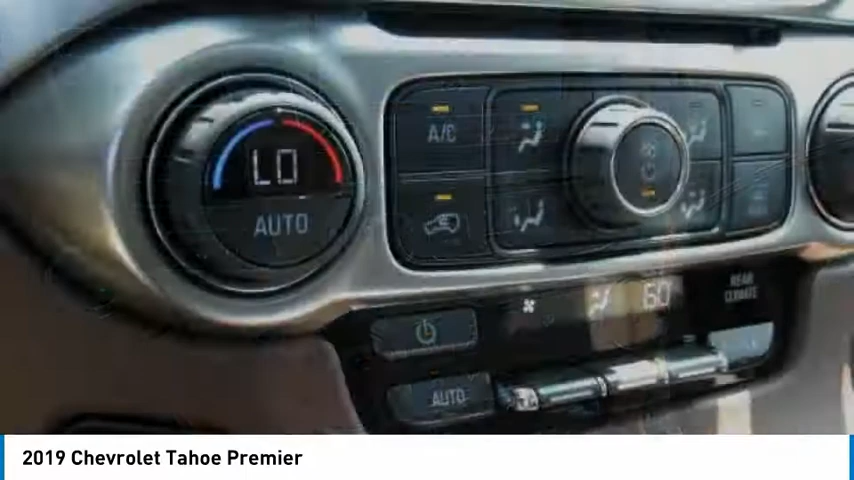 LO
AUTO
A/C
60
REAR
CLIMATE
AUTO
2019 Chevrolet Tahoe Premier